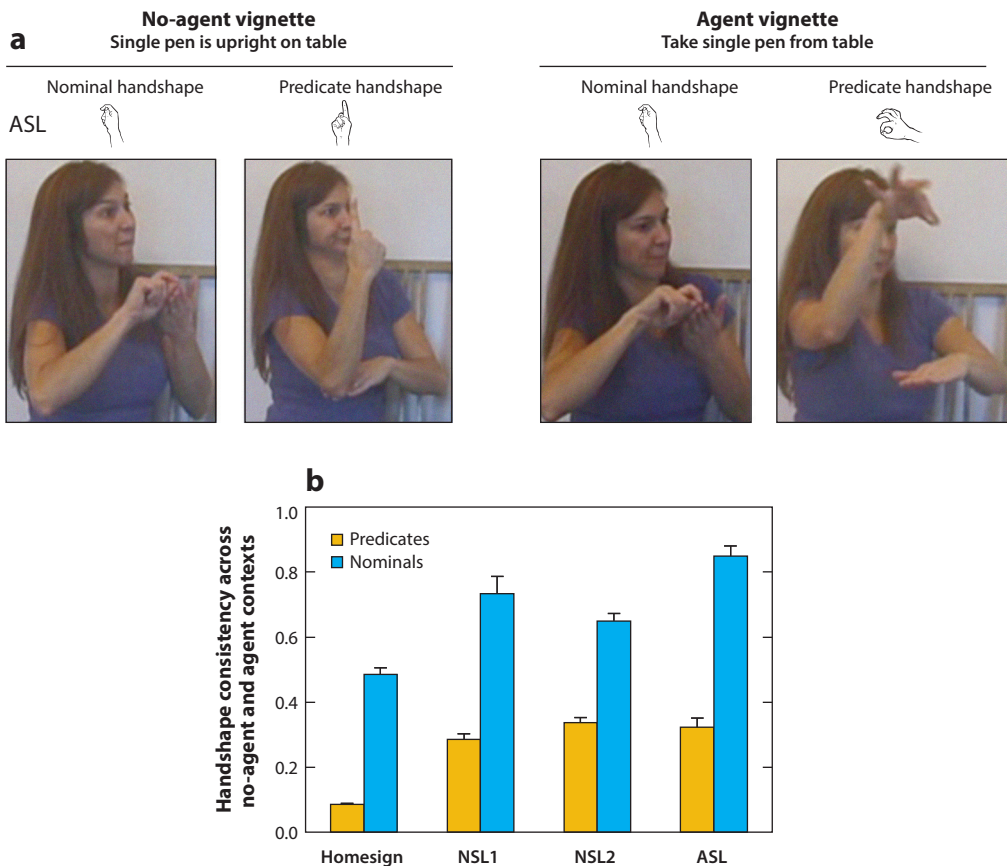 a
No-agent vignette
Single pen is upright on table
Agent vignette
Take single pen from table
Nominal handshape
Predicate handshape
Nominal handshape
Predicate handshape
ASL
b
Handshape consistency across
no-agent and agent contexts
1.0
0.8
0.6
0.4
0.2
0.0
Predicates
Nominals
Homesign
NSL1
NSL2
ASL